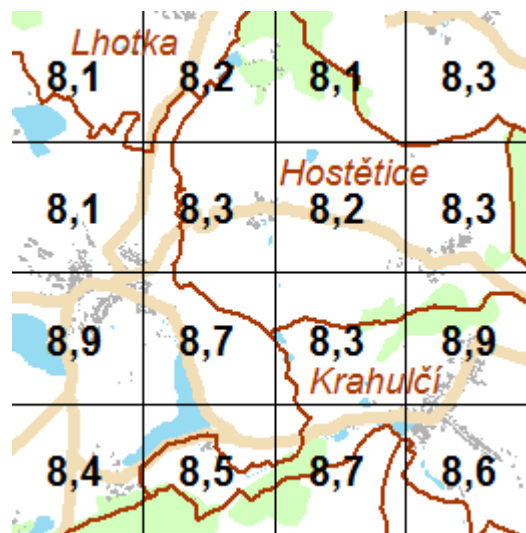 Lhotka
8,1 8,2 8,1 8,3
Hostětice
8,1 8,3 8,2 8,3
8,9 8,7 8,3 8,9
Krahulčí
8,4 8,5 8,7 8,6